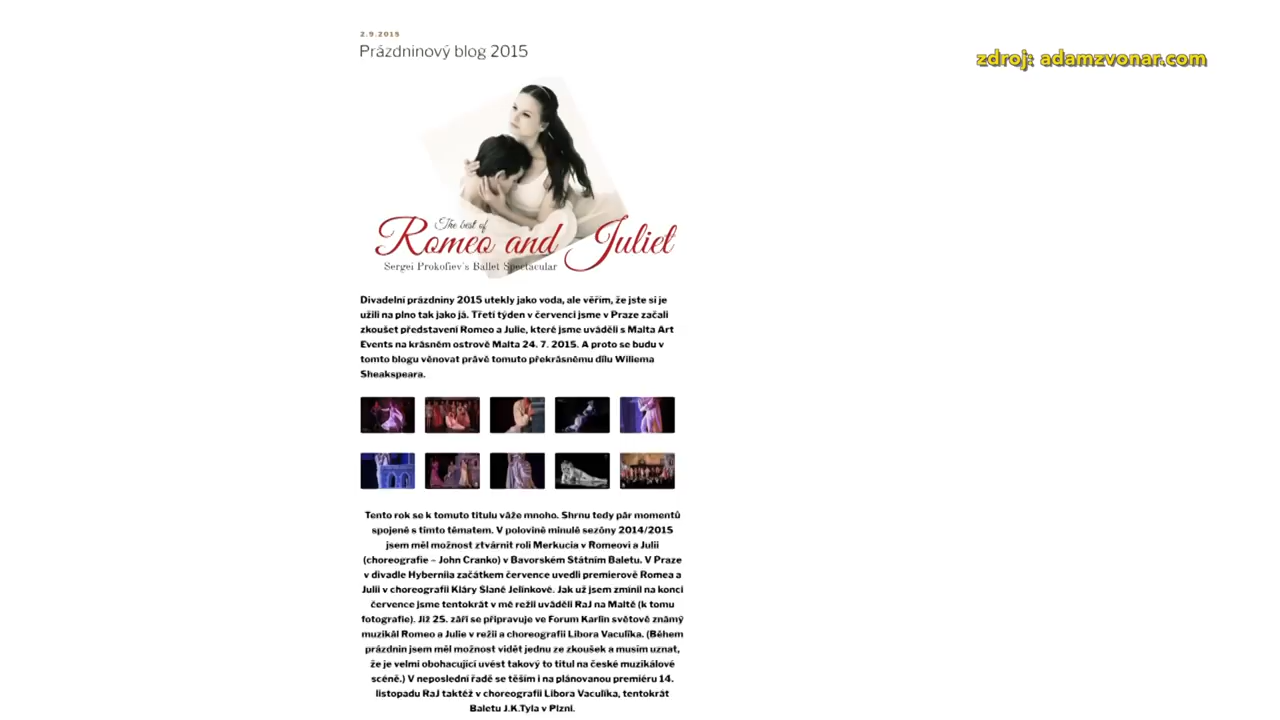 2.9.2015
Prázdninový blog 2015
zdroj: adamzvonar.com
The best of
Romeo and Juliet
Sergei Prokofiev's Ballet Spectacular
Divadelní prázdniny 2015 utekly jako voda, ale věřím, že jste si je
užili na plno tak jako já. Třetí týden v červenci jsme v Praze začali
zkoušet představení Romeo a Julie, které jsme uváděli s Malta Art
Events na krásném ostrově Malta 24. 7. 2015. A proto se budu v
tomto blogu věnovat právě tomuto překrásnému dílu Wiliema
Sheakspeara.
Tento rok se k tomuto titulu váže mnoho. Shrnu tedy pár momentů
spojené s tímto tématem. V polovině minulé sezóny 2014/2015
jsem měl možnost ztvárnit roli Merkucia v Romeovi a Julii
(choreografie – John Cranko) v Bavorském Státním Baletu. V Praze
v divadle Hyberniia začátkem července uvedli premierově Romea a
Julii v choreografii Kláry Slané Jelínkové. Jak už jsem zmínil na konci
července jsme tentokrát v mé režii uváděli RaJ na Maltě (k tomu
fotografie). Již 25. září se připravuje ve Forum Karlín světově známý
muzikál Romeo a Julie v režii a choreografii Libora Vaculíka. (Během
prázdnin jsem měl možnost vidět jednu ze zkoušek a musím uznat,
že je velmi obohacující uvést takový to titul na české muzikálové
scéně.) V neposlední řadě se těším i na plánovanou premiéru 14.
listopadu RaJ taktéž v choreografii Libora Vaculíka, tentokrát
Baletu J.K.Tyla v Plzni.